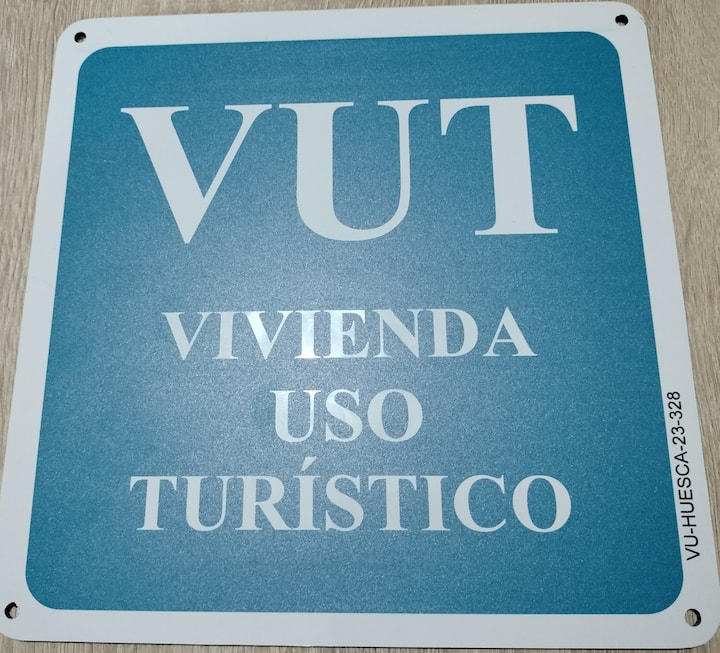 VUT
VIVIENDA
USO
TURÍSTICO
VU-HUESCA-23-328